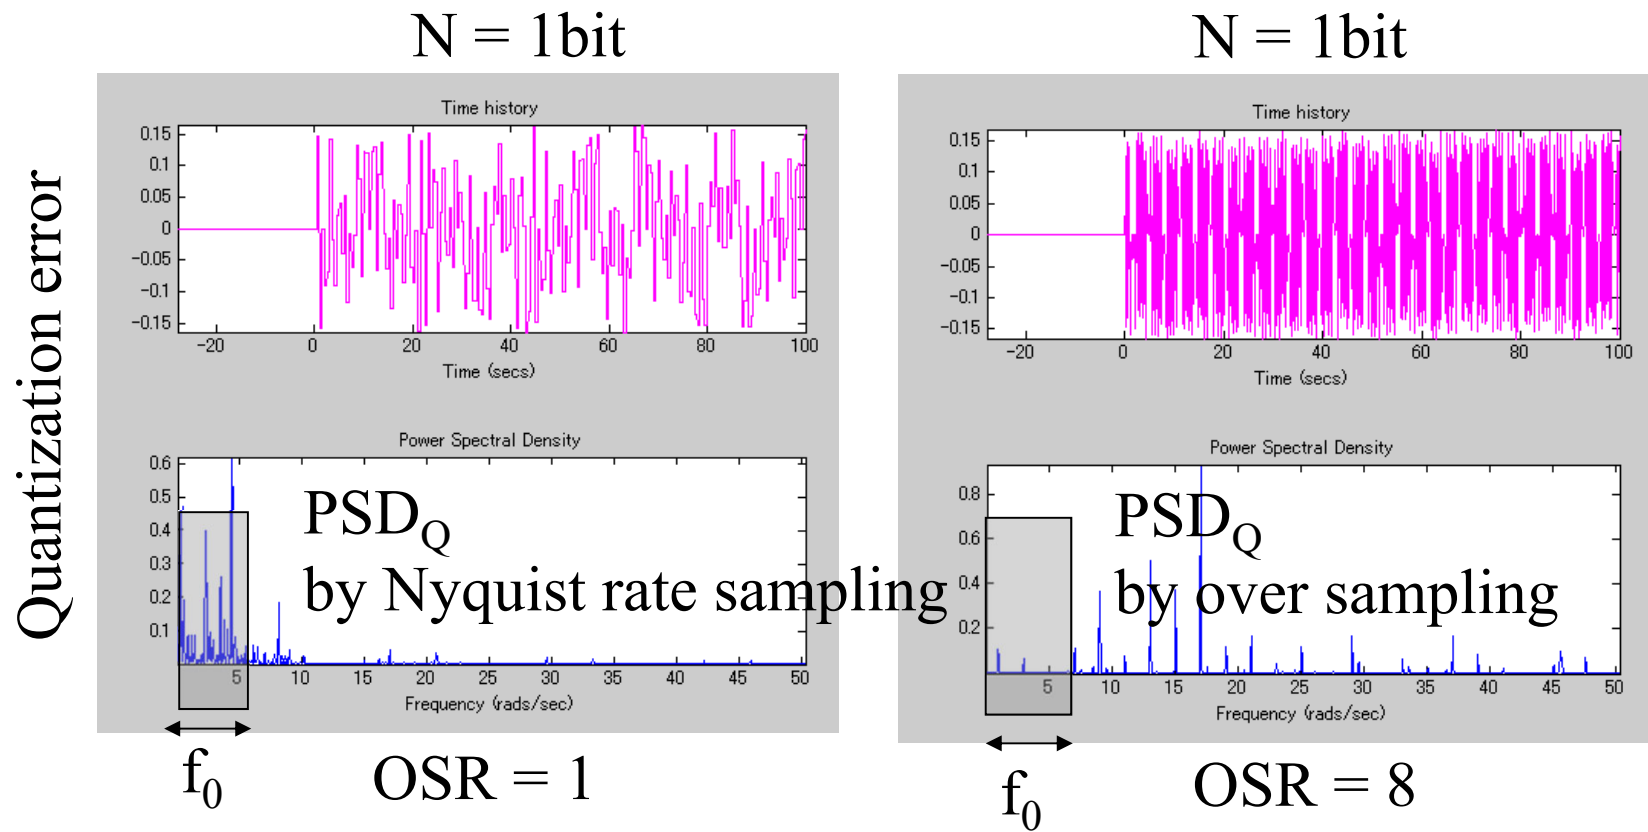 N = 1bit
N = 1bit
Quantization error
Time history
0.15
0.1
0.05
0
−0.05
−0.1
−0.15
−20 0 20 40 60 80 100
Time (secs)
Power Spectral Density
0.6
0.5
0.4
0.3
0.2
0.1
5 10 15 20 25 30 35 40 45 50
Frequency (rads/sec)
PSDQ
by Nyquist rate sampling
f0
OSR = 1
Time history
0.15
0.1
0.05
0
−0.05
−0.1
−0.15
−20 0 20 40 60 80 100
Time (secs)
Power Spectral Density
0.8
0.6
0.4
0.2
5 10 15 20 25 30 35 40 45 50
Frequency (rads/sec)
PSDQ
by over sampling
f0
OSR = 8